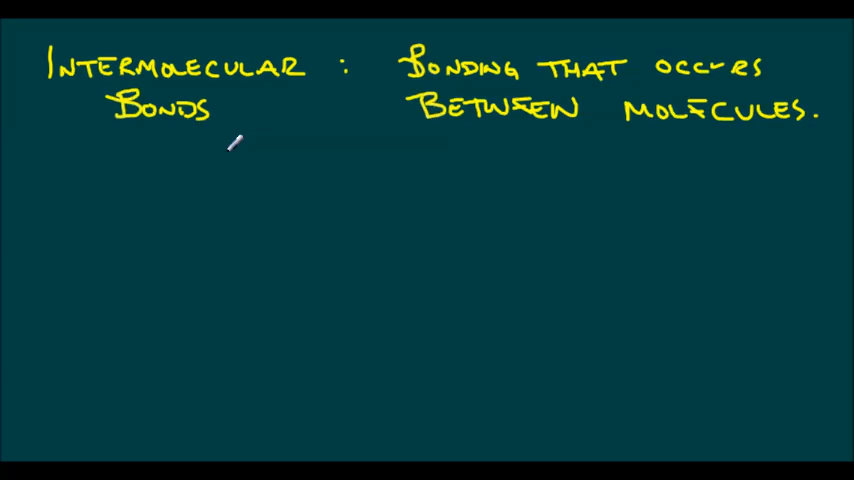 INTERMOLECULAR : BONDING THAT OCCURS
BONDS BETWEEN MOLECULES.